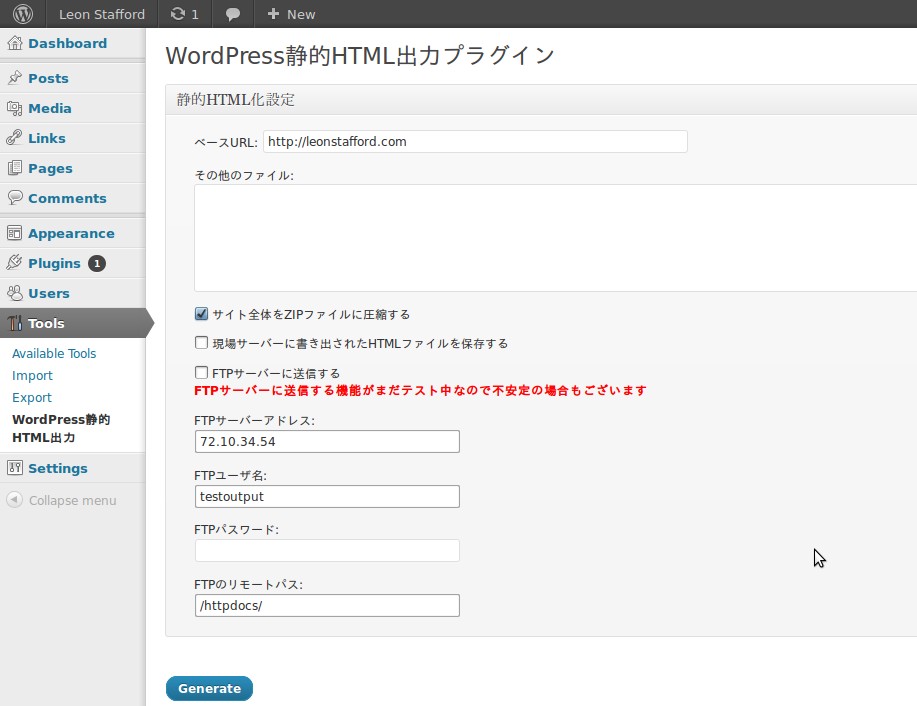 Leon Stafford 1 New
Dashboard
Posts
Media
Links
Pages
Comments
Appearance
Plugins 1
Users
Tools
Available Tools
Import
Export
WordPress静的
HTML出力
Settings
Collapse menu
WordPress静的HTML出力プラグイン
静的HTML化設定
ベースURL: http://leonstafford.com
その他のファイル:
サイト全体をZIPファイルに圧縮する
現場サーバーに書き出されたHTMLファイルを保存する
FTPサーバーに送信する
FTPサーバーに送信する機能がまだテスト中なので不安定の場合もございます
FTPサーバーアドレス:
72.10.34.54
FTPユーザ名:
testoutput
FTPパスワード:
FTPのリモートパス:
/httpdocs/
Generate